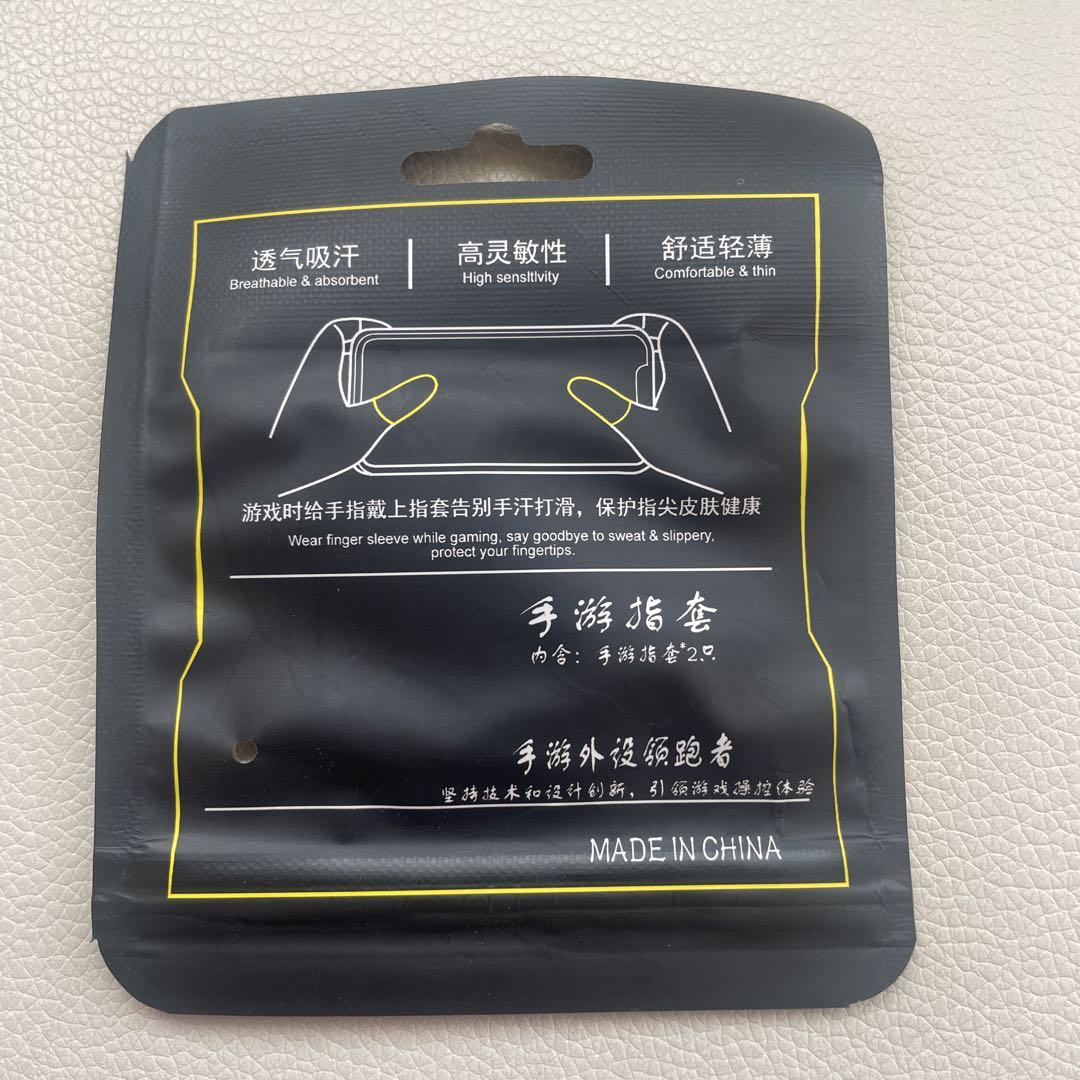 透气吸汗 高灵敏性 舒适轻薄
Breathable & absorbent High sensltlvity Comfortable & thin
游戏时给手指戴上指套告别手汗打滑，保护指尖皮肤健康
Wear finger sleeve while gaming, say goodbye to sweat & slippery,
protect your fingertips.
手游指套
内含：手游指套*2只
手游外设领跑者
坚持技术和设计创新，引领游戏操控体验
MADE IN CHINA